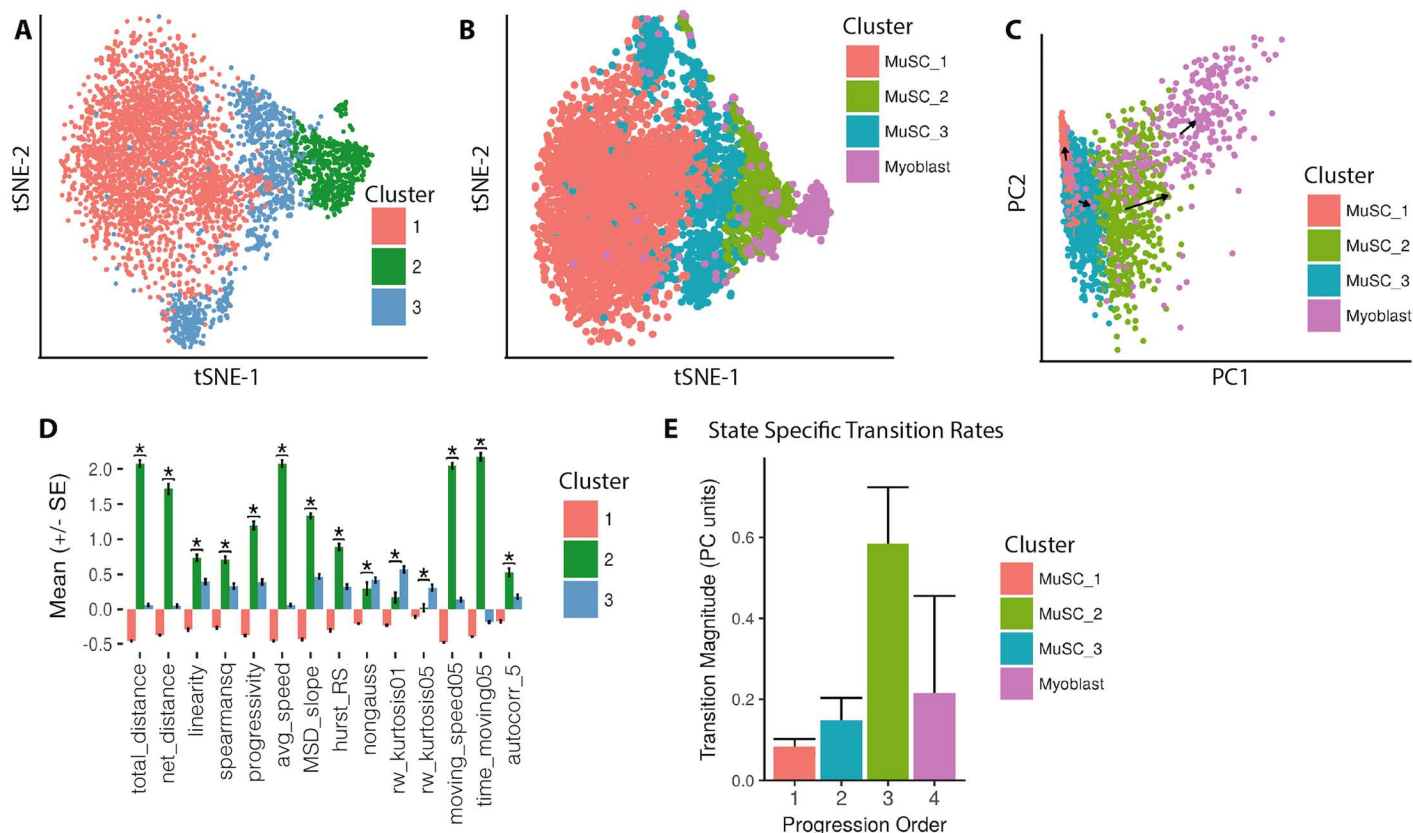 A
tSNE-2
tSNE-1
Cluster
1
2
3
B
tSNE-2
tSNE-1
Cluster
MuSC_1
MuSC_2
MuSC_3
Myoblast
C
PC2
PC1
Cluster
MuSC_1
MuSC_2
MuSC_3
Myoblast
D
Mean (+/- SE)
2.0
1.5
1.0
0.5
0.0
-0.5
* * * * * * * * * * * * * *
total_distance
net_distance
linearity
spearmansq
progressivity
avg_speed
MSD_slope
hurst_RS
nongauss
rw_kurtosis01
rw_kurtosis05
moving_speed05
time_moving05
autocorr_5
Cluster
1
2
3
E State Specific Transition Rates
Transition Magnitude (PC units)
0.6
0.4
0.2
0.0
1 2 3 4
Progression Order
Cluster
MuSC_1
MuSC_2
MuSC_3
Myoblast